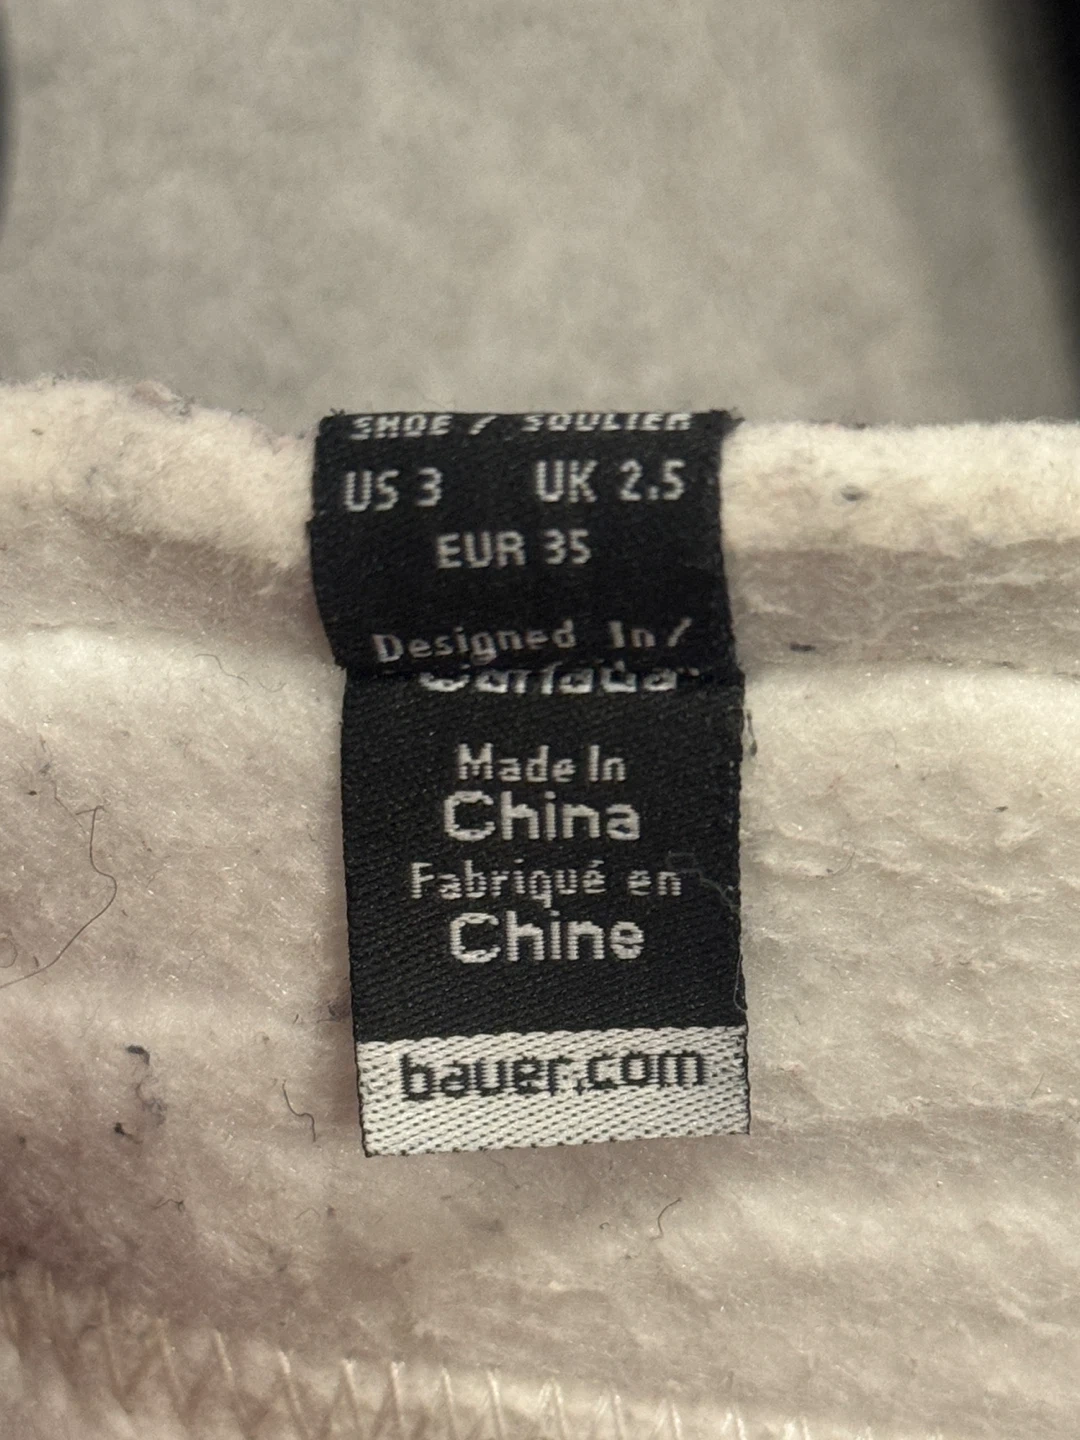 SHOE / SOULIER
US 3 UK 2.5
EUR 35
Designed In /
Canada
Made In
China
Fabriqué en
Chine
bauer.com